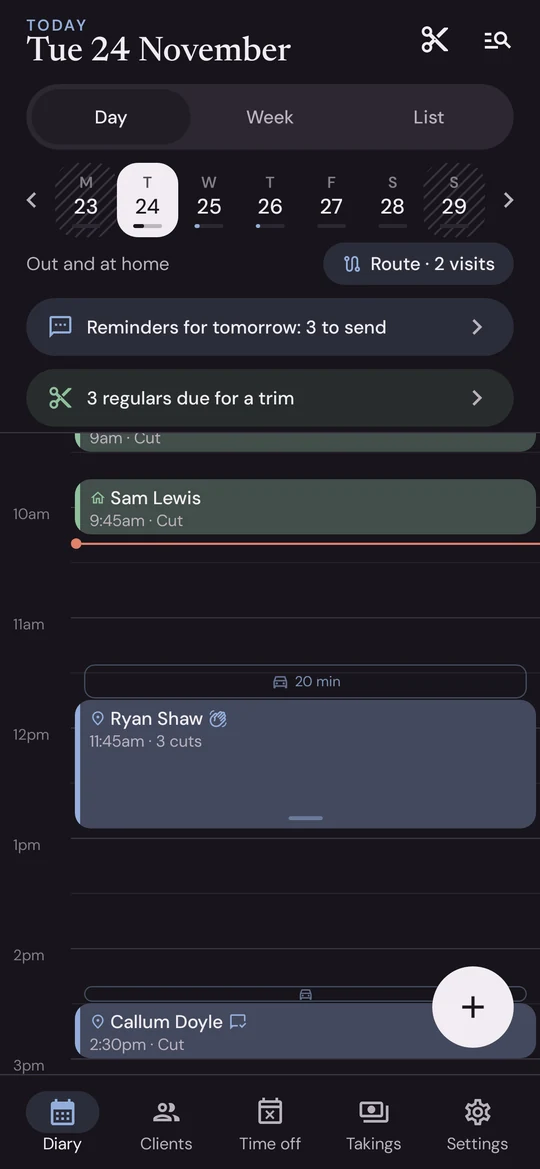 TODAY
Tue 24 November
Day Week List
M T W T F S S
23 24 25 26 27 28 29
Out and at home
Route · 2 visits
Reminders for tomorrow: 3 to send
3 regulars due for a trim
9am · Cut
Sam Lewis
10am
9:45am · Cut
11am
20 min
Ryan Shaw
12pm
11:45am · 3 cuts
1pm
2pm
Callum Doyle
2:30pm · Cut
3pm
Diary Clients Time off Takings Settings